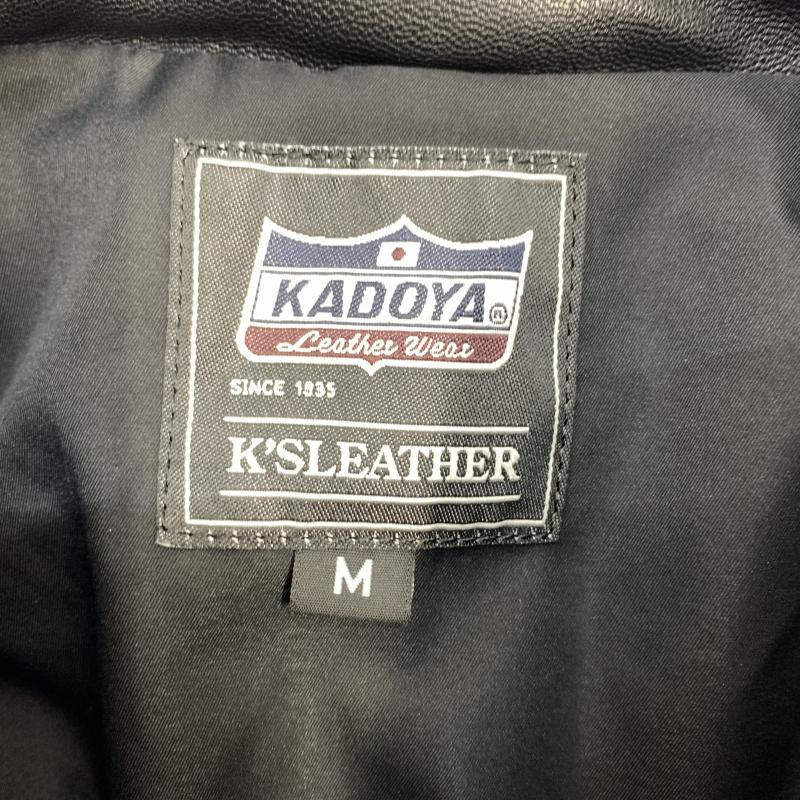 KADOYA®
Leather Wear
SINCE 1935
K'SLEATHER
M